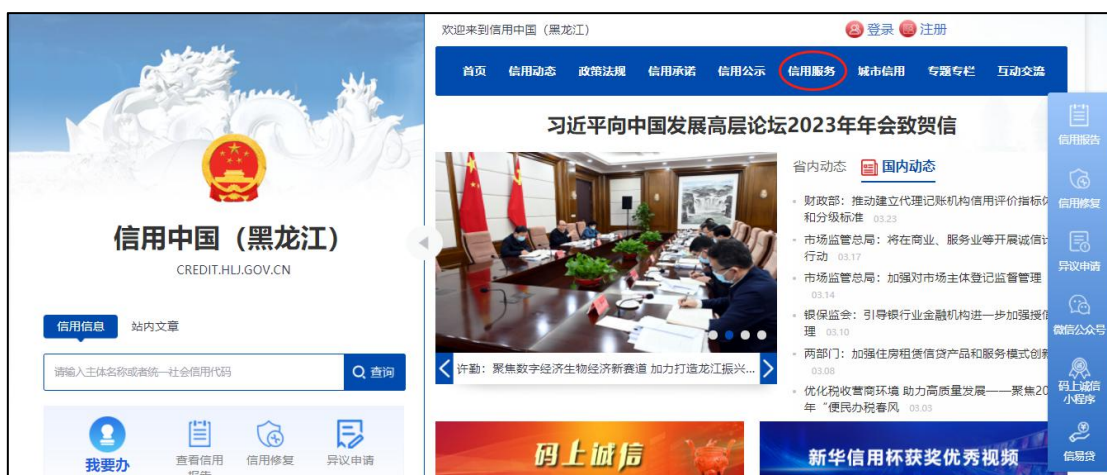 欢迎来到信用中国（黑龙江）
登录 注册
首页 信用动态 政策法规 信用承诺 信用公示 信用服务 城市信用 专题专栏 互动交流
信用中国（黑龙江）
CREDIT.HLJ.GOV.CN
信用信息 站内文章
请输入主体名称或者统一社会信用代码 查询
我要办
查看信用
报告
信用修复
异议申请
习近平向中国发展高层论坛2023年年会致贺信
许勤：聚焦数字经济生物经济新赛道 加力打造龙江振兴...
省内动态 国内动态
财政部：推动建立代理记账机构信用评价指标
和分级标准 03.23
市场监管总局：将在商业、服务业等开展诚信
行动 03.17
市场监管总局：加强对市场主体登记监督管理
03.14
银保监会：引导银行业金融机构进一步加强授信
理 03.10
两部门：加强住房租赁信贷产品和服务模式创新
03.08
优化税收营商环境 助力高质量发展——聚焦20
年“便民办税春风 03.03
码上诚信
新华信用杯获奖优秀视频
信用报告
信用修复
异议申请
微信公众号
码上诚信
小程序
信易贷